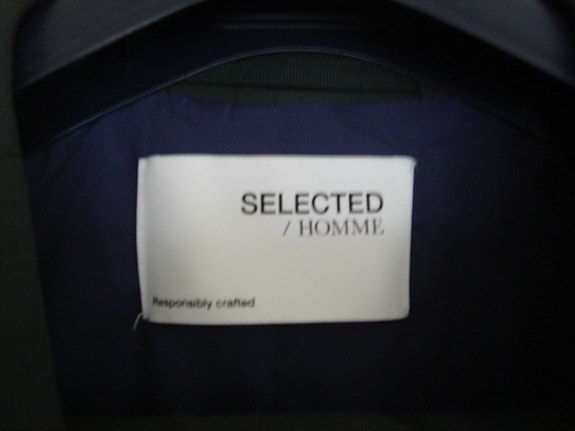 SELECTED
/ HOMME
Responsibly crafted